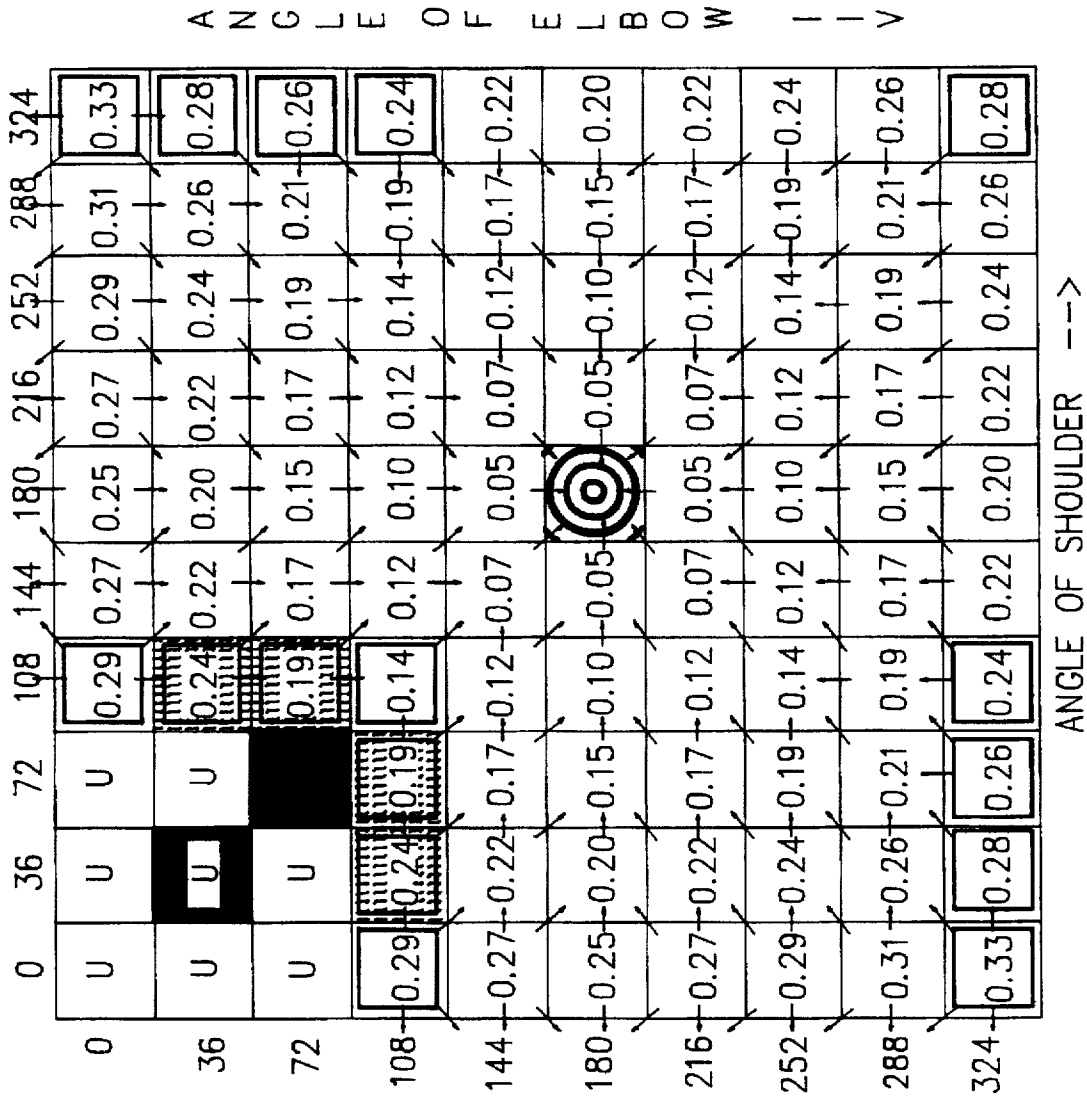 ANGLE OF ELBOW II V
0 36 72 108 144 180 216 252 288 324
0 U U U 0.29 0.27 0.25 0.27 0.29 0.31 0.33
36 U U U 0.24 0.22 0.20 0.22 0.24 0.26 0.28
72 U U 0.19 0.17 0.15 0.17 0.19 0.21 0.26
108 0.29 0.24 0.19 0.14 0.12 0.10 0.12 0.14 0.19 0.24
144 0.27 0.22 0.17 0.12 0.07 0.05 0.07 0.12 0.17 0.22
180 0.25 0.20 0.15 0.10 0.05 0.05 0.10 0.15 0.20
216 0.27 0.22 0.17 0.12 0.07 0.05 0.07 0.12 0.17 0.22
252 0.29 0.24 0.19 0.14 0.12 0.10 0.12 0.14 0.19 0.24
288 0.31 0.26 0.21 0.19 0.17 0.15 0.17 0.19 0.21 0.26
324 0.33 0.28 0.26 0.24 0.22 0.20 0.22 0.24 0.26 0.28
ANGLE OF SHOULDER -->